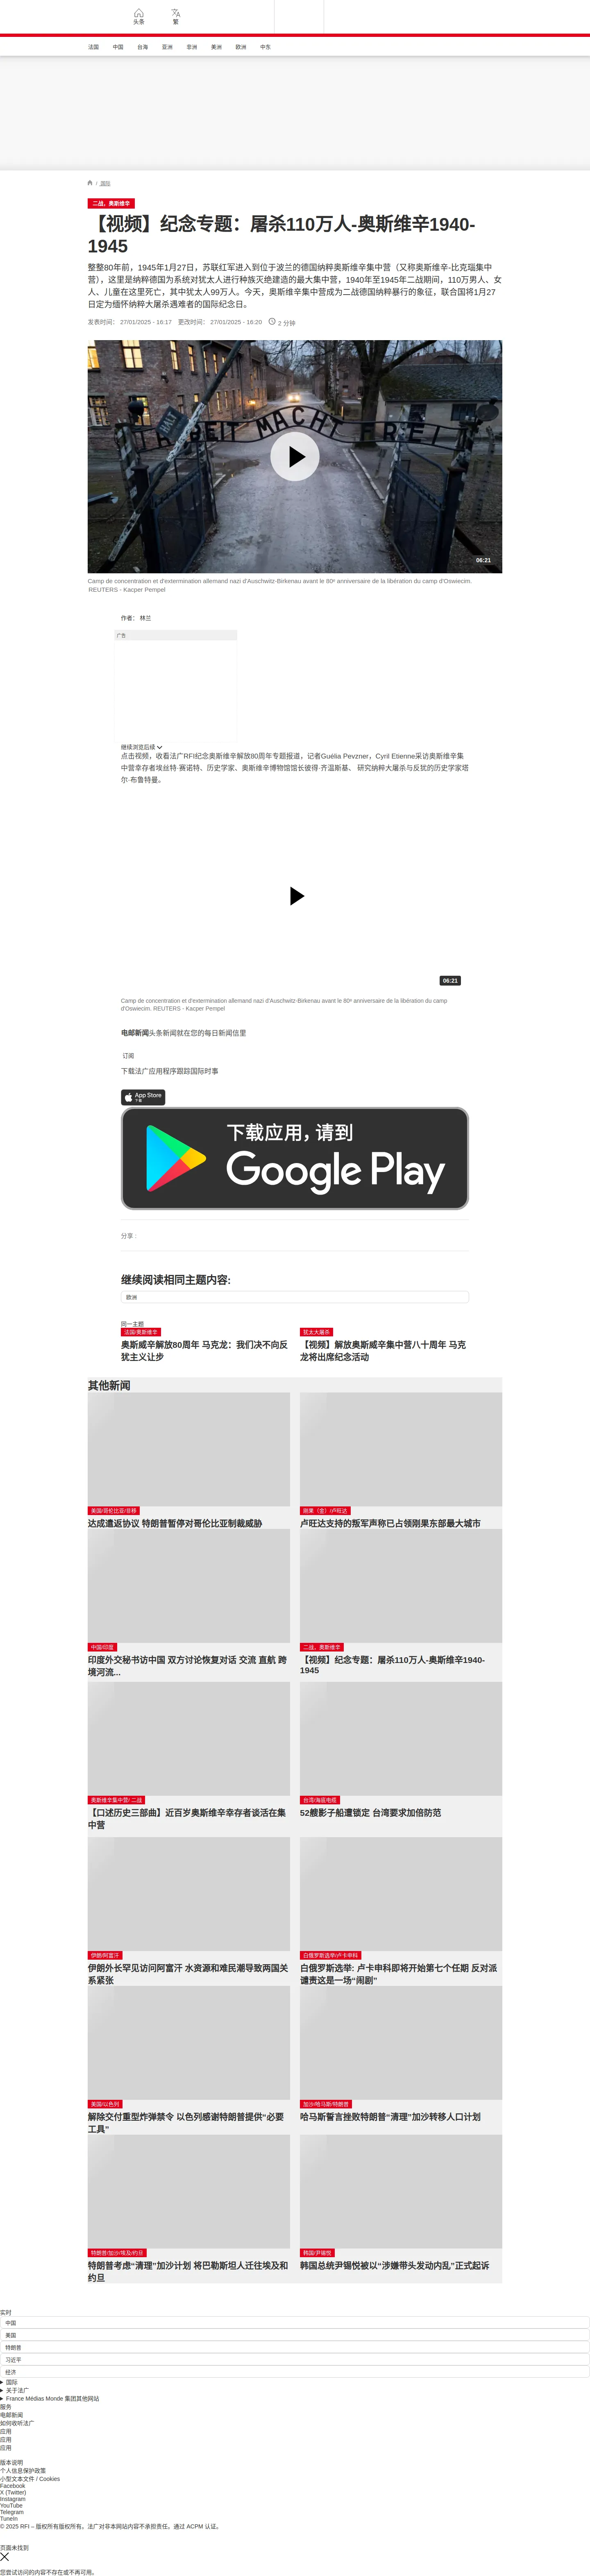 头条
繁
法国
中国
台海
亚洲
非洲
美洲
欧洲
中东
/ 国际
二战，奥斯维辛
【视频】纪念专题：屠杀110万人-奥斯维辛1940-
1945
整整80年前，1945年1月27日，苏联红军进入到位于波兰的德国纳粹奥斯维辛集中营（又称奥斯维辛-比克瑙集中
营），这里是纳粹德国为系统对犹太人进行种族灭绝建造的最大集中营，1940年至1945年二战期间，110万男人、女
人、儿童在这里死亡，其中犹太人99万人。今天，奥斯维辛集中营成为二战德国纳粹暴行的象征，联合国将1月27
日定为缅怀纳粹大屠杀遇难者的国际纪念日。
发表时间： 27/01/2025 - 16:17 更改时间： 27/01/2025 - 16:20 2 分钟
HALT
ARBEIT MACHT FREI
06:21
Camp de concentration et d'extermination allemand nazi d'Auschwitz-Birkenau avant le 80ᵉ anniversaire de la libération du camp d'Oswiecim.
REUTERS - Kacper Pempel
作者： 林兰
广告
继续浏览后续
点击视频，收看法广RFI纪念奥斯维辛解放80周年专题报道，记者Guélia Pevzner，Cyril Etienne采访奥斯维辛集
中营幸存者埃丝特·赛诺特、历史学家、奥斯维辛博物馆馆长彼得·齐温斯基、 研究纳粹大屠杀与反犹的历史学家塔
尔·布鲁特曼。
06:21
Camp de concentration et d'extermination allemand nazi d'Auschwitz-Birkenau avant le 80ᵉ anniversaire de la libération du camp
d'Oswiecim. REUTERS - Kacper Pempel
电邮新闻头条新闻就在您的每日新闻信里
订阅
下载法广应用程序跟踪国际时事
App Store
下载
下载应用，请到
Google Play
分享 :
继续阅读相同主题内容:
欧洲
同一主题
法国/奥斯维辛
奥斯威辛解放80周年 马克龙：我们决不向反
犹主义让步
犹太大屠杀
【视频】解放奥斯威辛集中营八十周年 马克
龙将出席纪念活动
其他新闻
美国/哥伦比亚/非移
达成遣返协议 特朗普暂停对哥伦比亚制裁威胁
刚果（金）/卢旺达
卢旺达支持的叛军声称已占领刚果东部最大城市
中国/印度
印度外交秘书访中国 双方讨论恢复对话 交流 直航 跨
境河流...
二战，奥斯维辛
【视频】纪念专题：屠杀110万人-奥斯维辛1940-
1945
奥斯维辛集中营/ 二战
【口述历史三部曲】近百岁奥斯维辛幸存者谈活在集
中营
台湾/海底电缆
52艘影子船遭锁定 台湾要求加倍防范
伊朗/阿富汗
伊朗外长罕见访问阿富汗 水资源和难民潮导致两国关
系紧张
白俄罗斯选举/卢卡申科
白俄罗斯选举: 卢卡申科即将开始第七个任期 反对派
谴责这是一场“闹剧”
美国/以色列
解除交付重型炸弹禁令 以色列感谢特朗普提供“必要
工具”
加沙/哈马斯/特朗普
哈马斯誓言挫败特朗普“清理”加沙转移人口计划
特朗普/加沙/埃及/约旦
特朗普考虑“清理”加沙计划 将巴勒斯坦人迁往埃及和
约旦
韩国/尹锡悦
韩国总统尹锡悦被以“涉嫌带头发动内乱”正式起诉
实时
中国
美国
特朗普
习近平
经济
国际
关于法广
France Médias Monde 集团其他网站
服务
电邮新闻
如何收听法广
应用
应用
应用
版本说明
个人信息保护政策
小型文本文件 / Cookies
Facebook
X (Twitter)
Instagram
YouTube
Telegram
TuneIn
© 2025 RFI – 版权所有版权所有。法广对非本网站内容不承担责任。通过 ACPM 认证。
页面未找到
您尝试访问的内容不存在或不再可用。